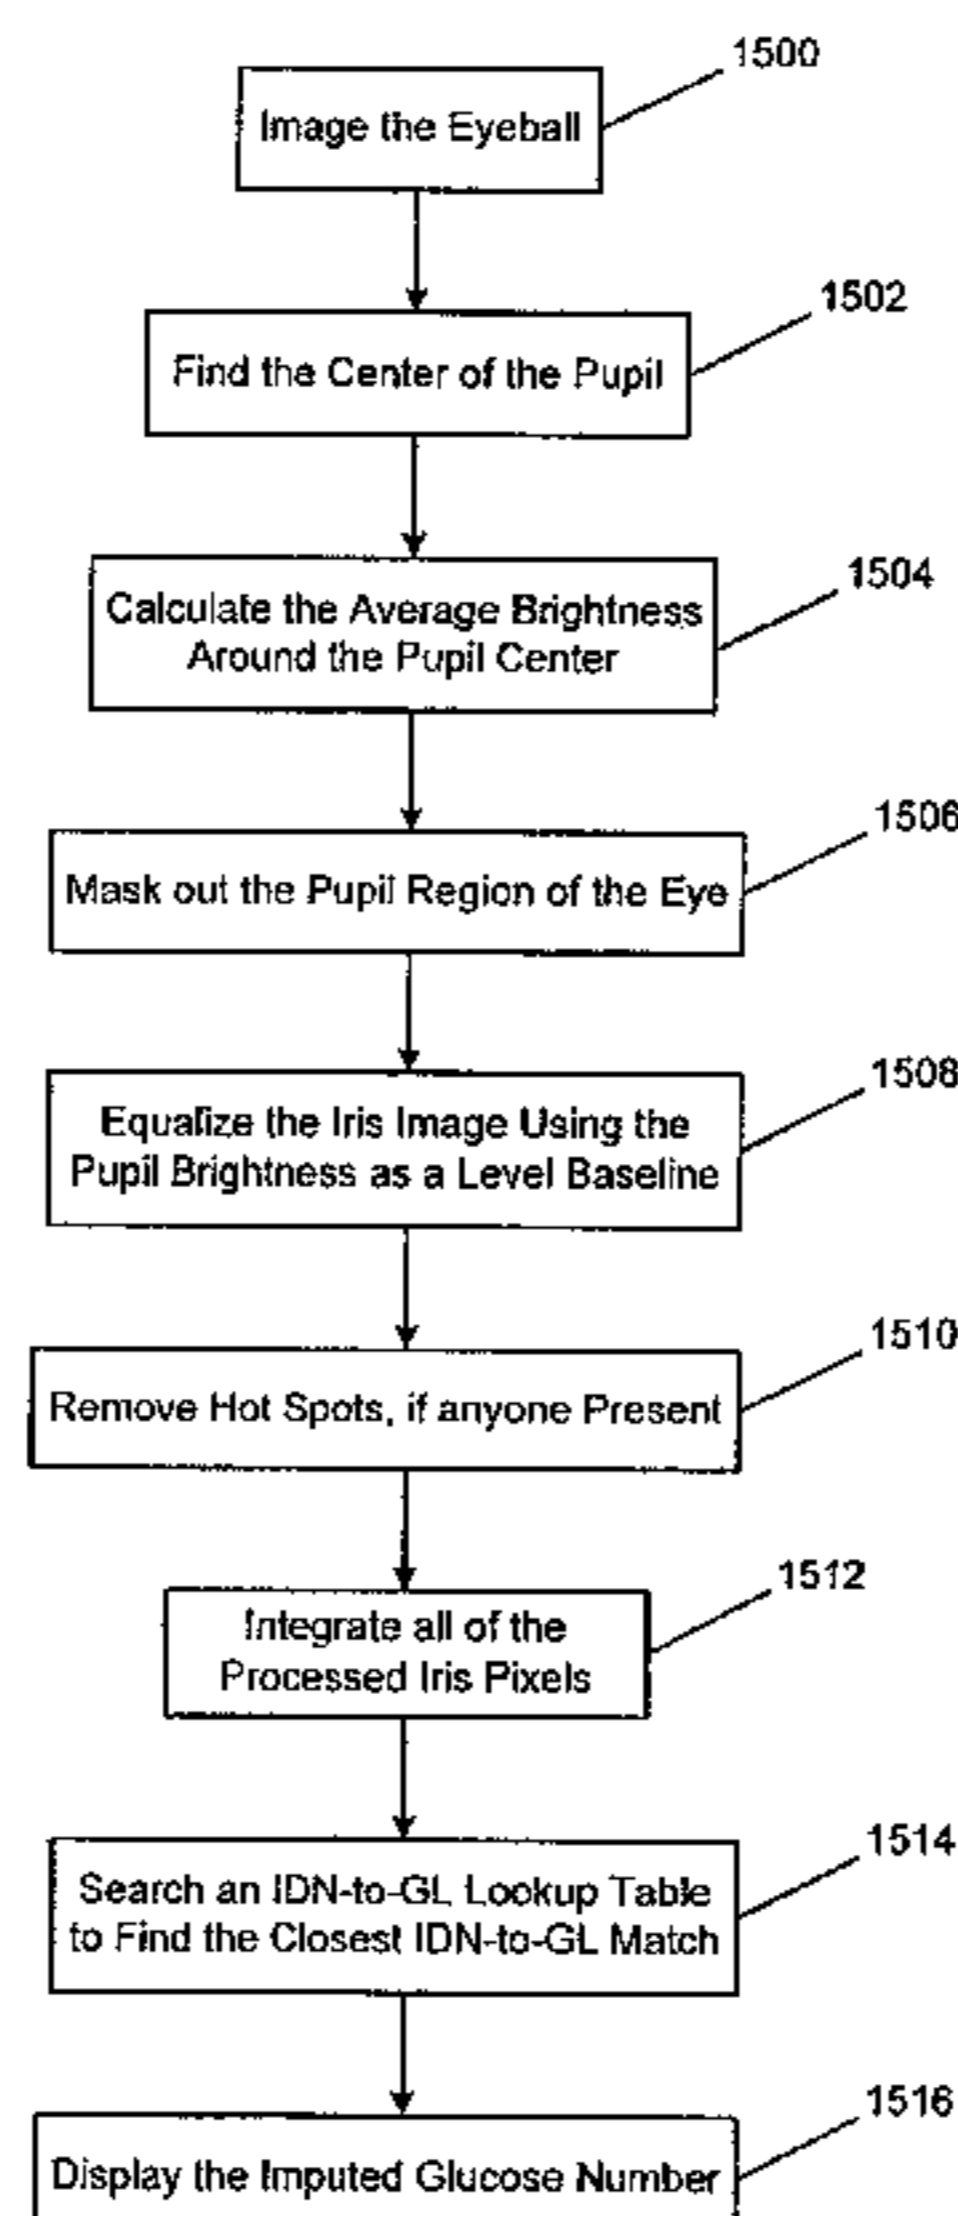 1500
Image the Eyeball
1502
Find the Center of the Pupil
1504
Calculate the Average Brightness
Around the Pupil Center
1506
Mask out the Pupil Region of the Eye
1508
Equalize the Iris Image Using the
Pupil Brightness as a Level Baseline
1510
Remove Hot Spots, if anyone Present
1512
Integrate all of the
Processed Iris Pixels
1514
Search an IDN-to-GL Lookup Table
to Find the Closest IDN-to-GL Match
1516
Display the Imputed Glucose Number